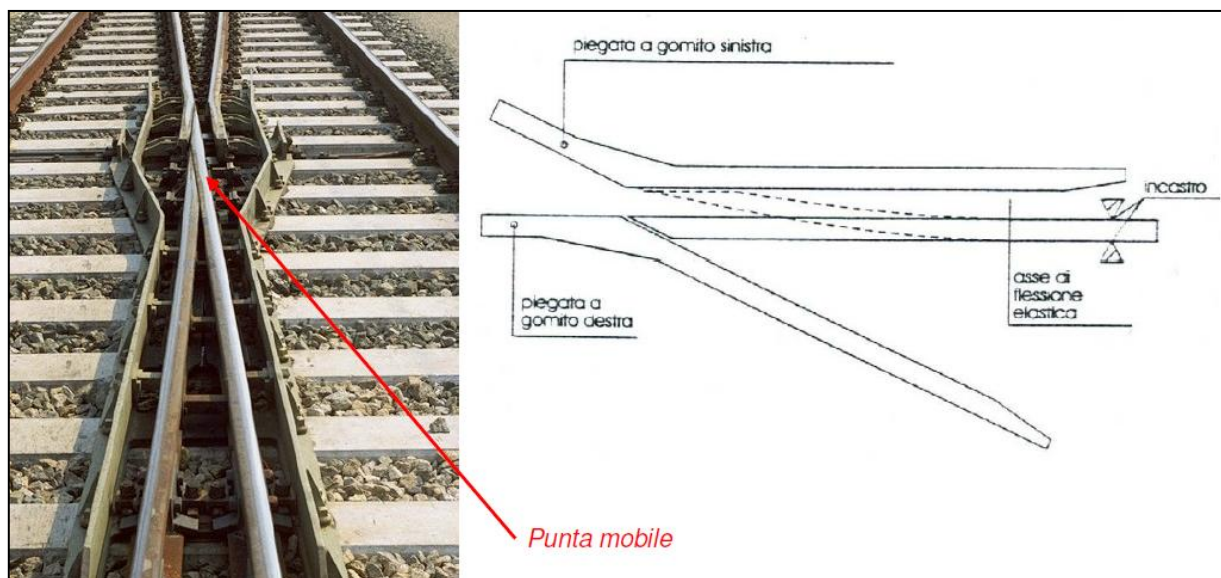 piegata a gomito sinistra
incastro
piegata a
gomito destra
asse di
flessione
elastica
Punta mobile